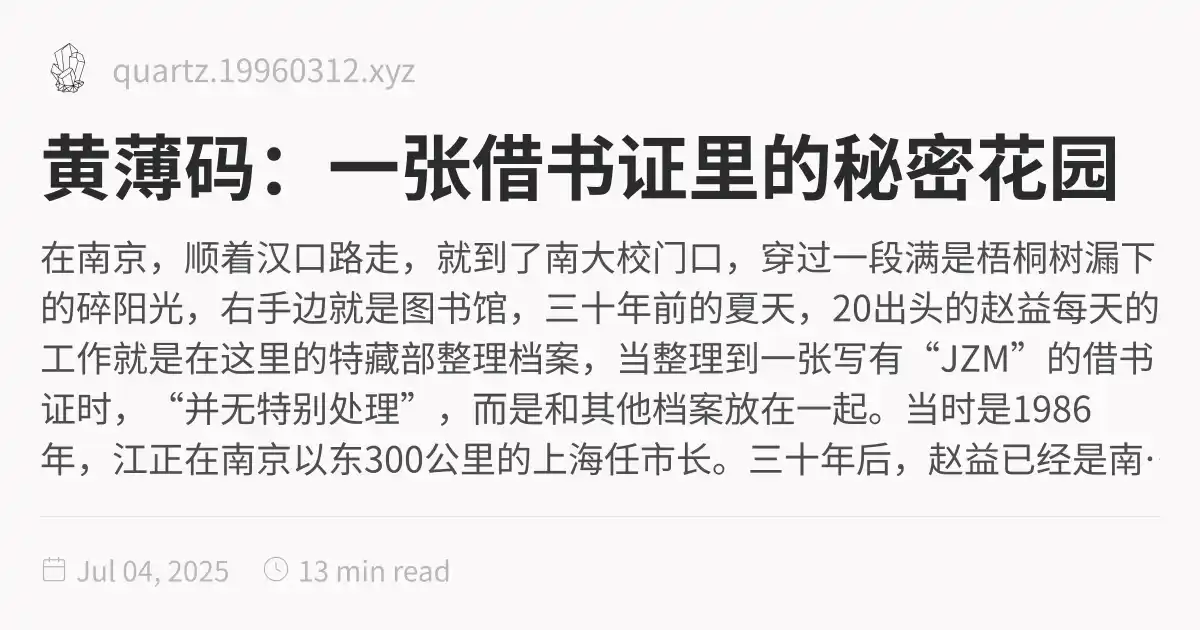 quartz.19960312.xyz
黄薄码：一张借书证里的秘密花园
在南京，顺着汉口路走，就到了南大校门口，穿过一段满是梧桐树漏下
的碎阳光，右手边就是图书馆，三十年前的夏天，20出头的赵益每天的
工作就是在这里的特藏部整理档案，当整理到一张写有“JZM”的借书
证时，“并无特别处理”，而是和其他档案放在一起。当时是1986
年，江正在南京以东300公里的上海任市长。三十年后，赵益已经是南…
Jul 04, 2025 13 min read